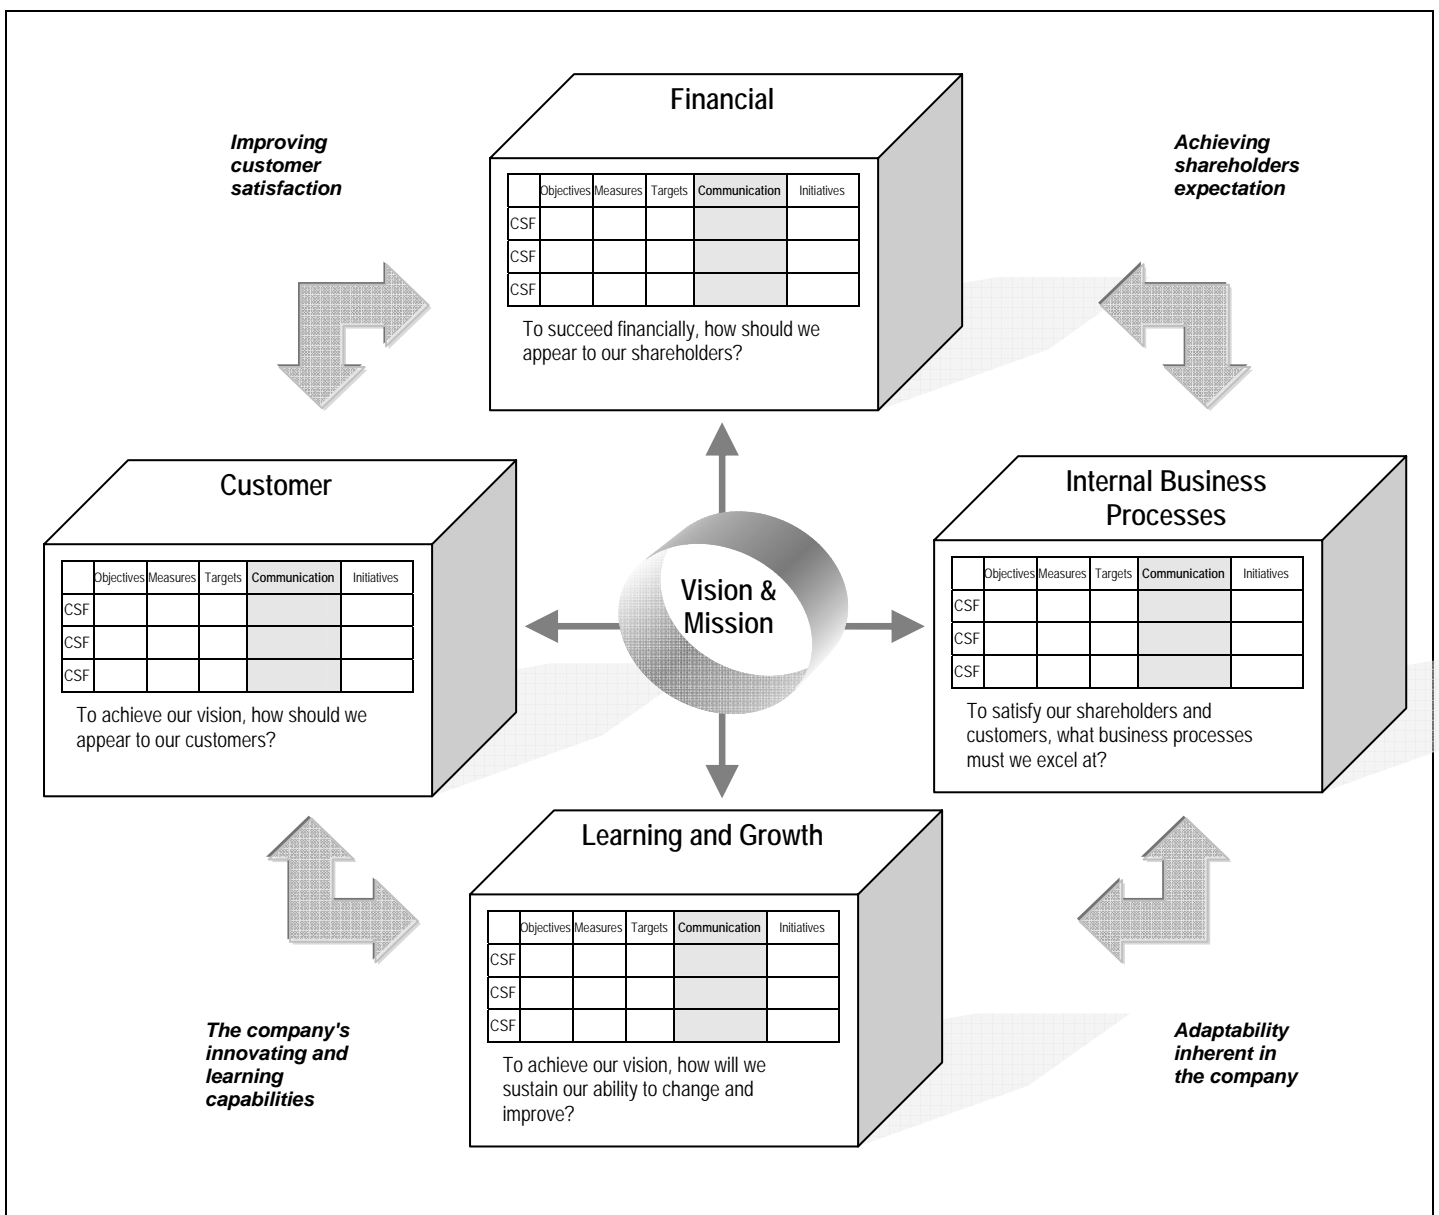 Financial
Improving
customer
satisfaction
Achieving
shareholders
expectation
Objectives Measures Targets Communication Initiatives
CSF
CSF
CSF
To succeed financially, how should we
appear to our shareholders?
Customer
Objectives Measures Targets Communication Initiatives
CSF
CSF
CSF
To achieve our vision, how should we
appear to our customers?
Vision &
Mission
Internal Business
Processes
Objectives Measures Targets Communication Initiatives
CSF
CSF
CSF
To satisfy our shareholders and
customers, what business processes
must we excel at?
Learning and Growth
Objectives Measures Targets Communication Initiatives
CSF
CSF
CSF
To achieve our vision, how will we
sustain our ability to change and
improve?
The company's
innovating and
learning
capabilities
Adaptability
inherent in
the company